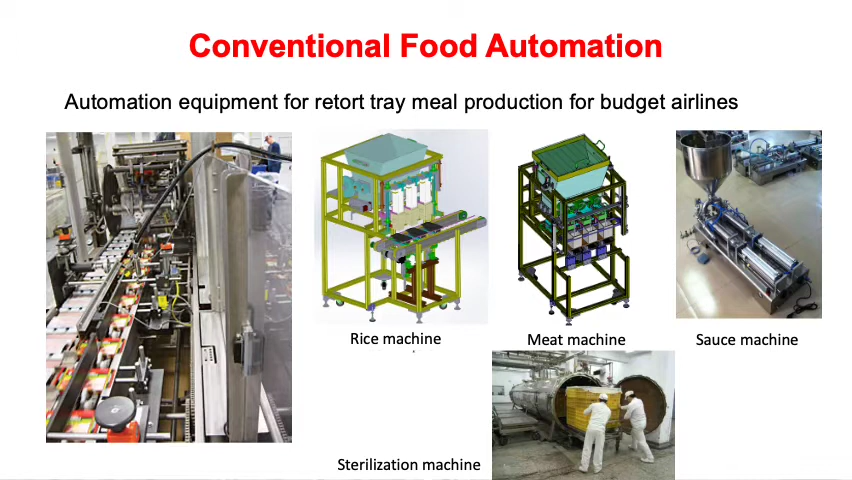 Conventional Food Automation
Automation equipment for retort tray meal production for budget airlines
Rice machine
Meat machine
Sauce machine
Sterilization machine